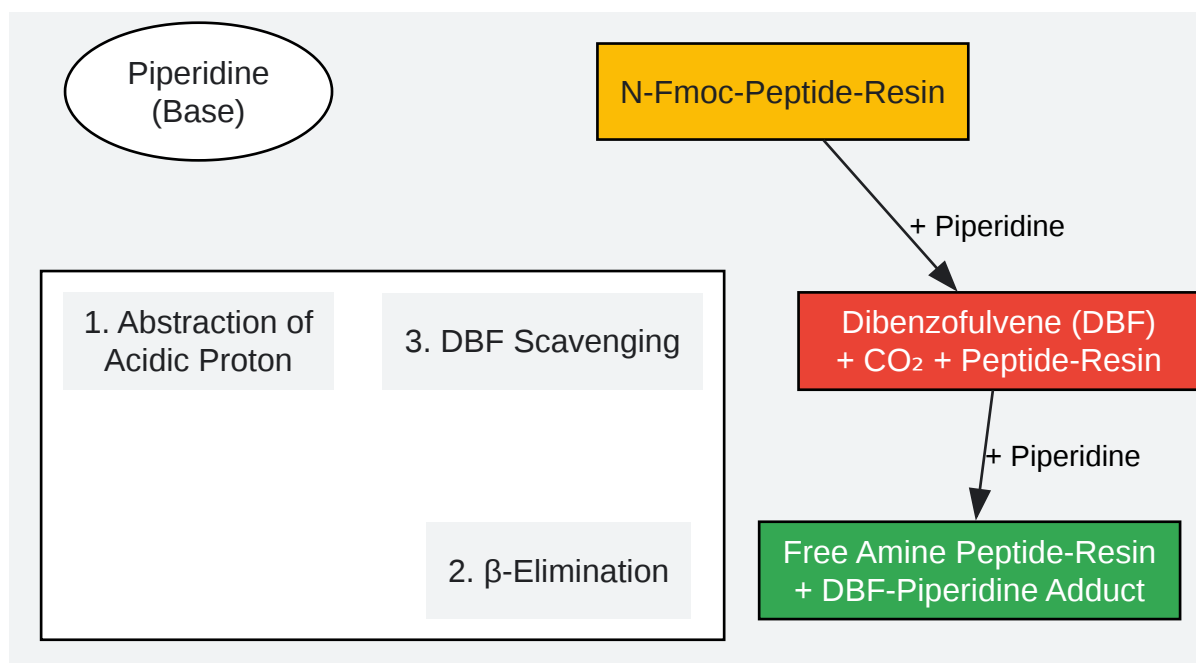 Piperidine
(Base)
N-Fmoc-Peptide-Resin
+ Piperidine
1. Abstraction of
Acidic Proton
3. DBF Scavenging
Dibenzofulvene (DBF)
+ CO₂ + Peptide-Resin
+ Piperidine
2. β-Elimination
Free Amine Peptide-Resin
+ DBF-Piperidine Adduct